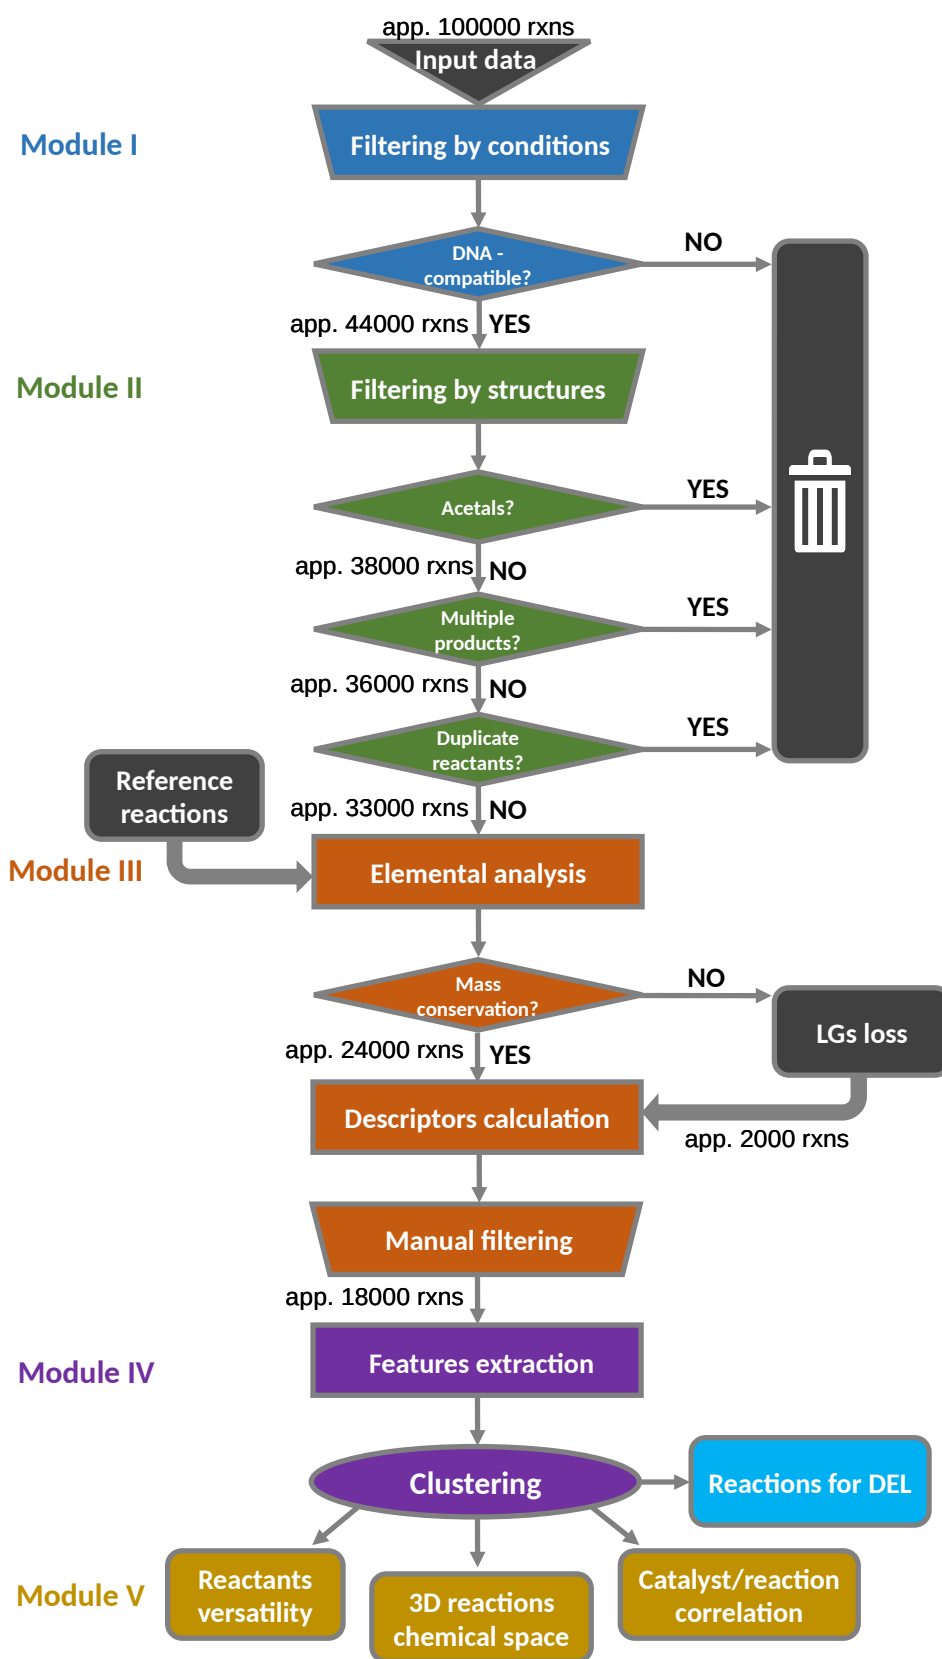 app. 100000 rxns
Input data
Module I
Filtering by conditions
DNA -
compatible?
NO
app. 44000 rxns
YES
Module II
Filtering by structures
Acetals?
YES
app. 38000 rxns
NO
Multiple
products?
YES
app. 36000 rxns
NO
Duplicate
reactants?
YES
app. 33000 rxns
NO
Reference
reactions
Module III
Elemental analysis
Mass
conservation?
NO
LGs loss
app. 24000 rxns
YES
Descriptors calculation
app. 2000 rxns
Manual filtering
app. 18000 rxns
Module IV
Features extraction
Clustering
Reactions for DEL
Module V
Reactants
versatility
3D reactions
chemical space
Catalyst/reaction
correlation